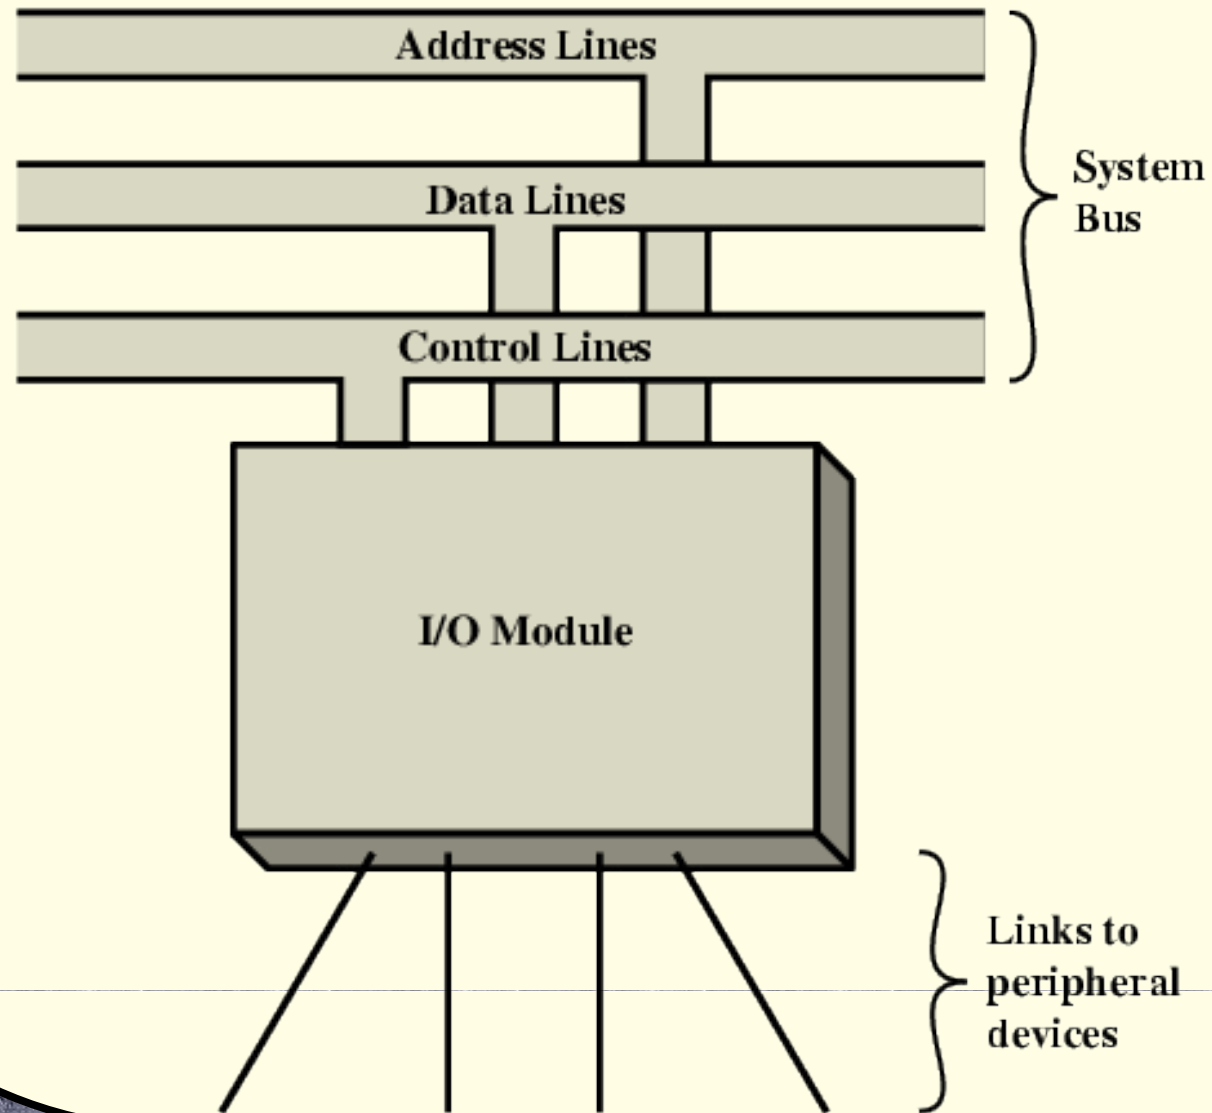 Address Lines
Data Lines
Control Lines
System
Bus
I/O Module
Links to
peripheral
devices